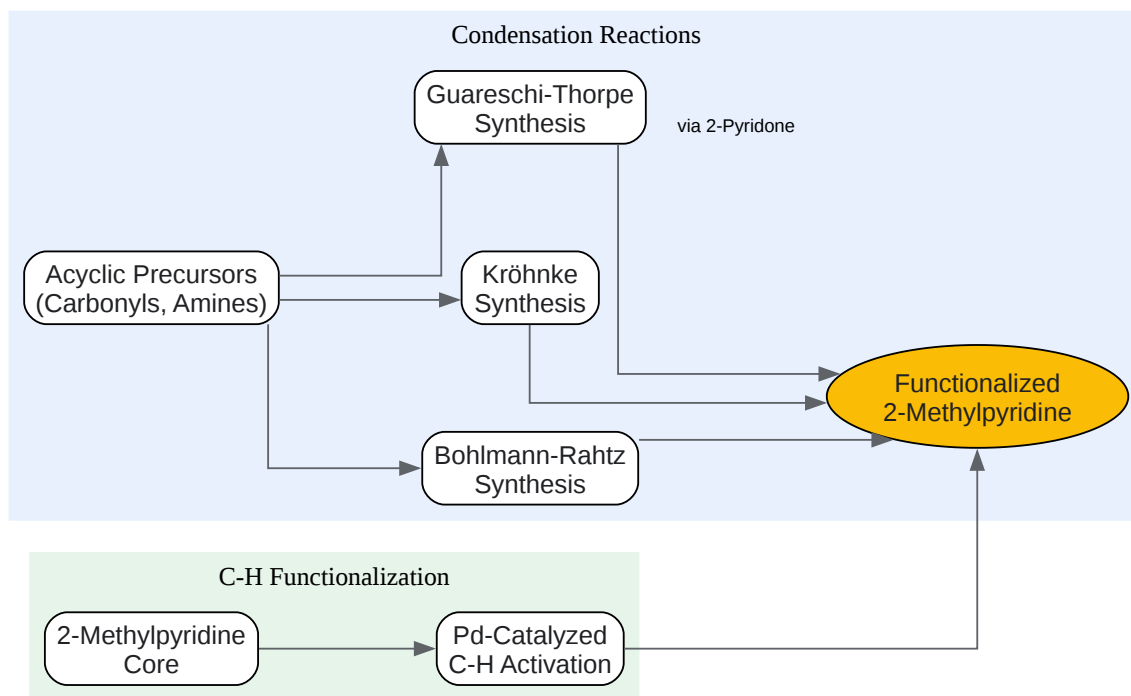 Condensation Reactions
Guareschi-Thorpe
Synthesis
via 2-Pyridone
Acyclic Precursors
(Carbonyls, Amines)
Kröhnke
Synthesis
Functionalized
2-Methylpyridine
Bohlmann-Rahtz
Synthesis
C-H Functionalization
2-Methylpyridine
Core
Pd-Catalyzed
C-H Activation